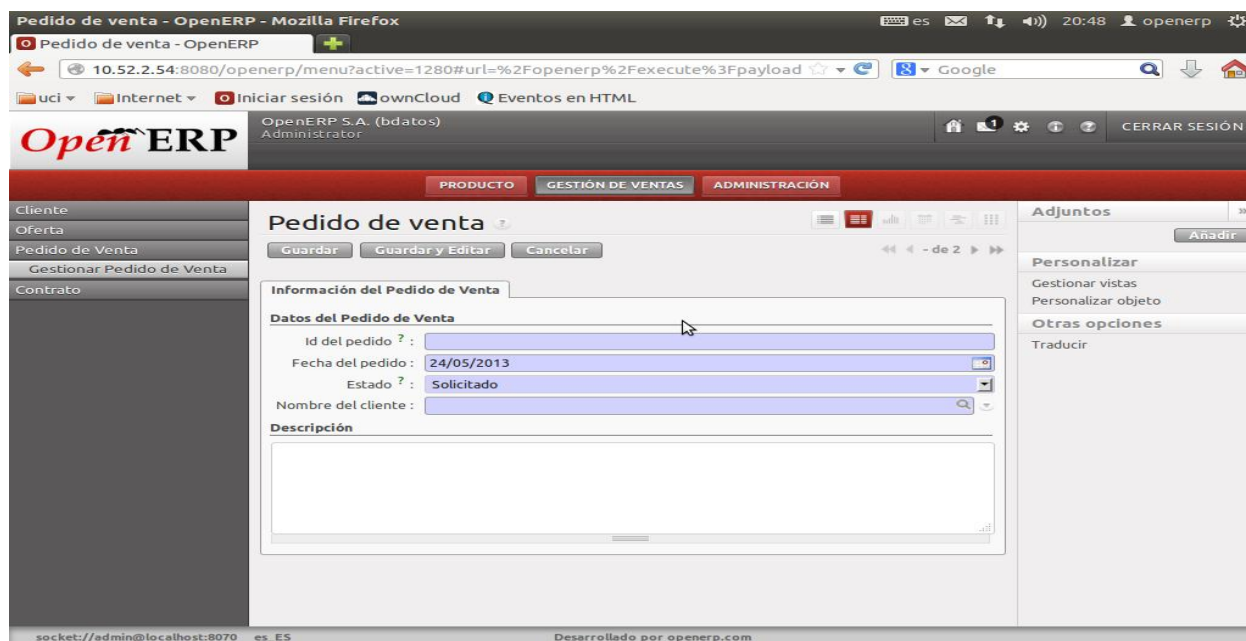 Pedido de venta - OpenERP - Mozilla Firefox
es 20:48 openerp
Pedido de venta - OpenERP
10.52.2.54:8080/openerp/menu?active=1280#url=%2Fopenerp%2Fexecute%3Fpayload
Google
uci Internet Iniciar sesión ownCloud Eventos en HTML
Open ERP
OpenERP S.A. (bdatos)
Administrator
1
CERRAR SESIÓN
PRODUCTO GESTIÓN DE VENTAS ADMINISTRACIÓN
Cliente
Oferta
Pedido de Venta
Gestionar Pedido de Venta
Contrato
Pedido de venta ?
Guardar Guardar y Editar Cancelar
- de 2
Información del Pedido de Venta
Datos del Pedido de Venta
Id del pedido ? :
Fecha del pedido : 24/05/2013
Estado ? : Solicitado
Nombre del cliente :
Descripción
Adjuntos »
Añadir
Personalizar
Gestionar vistas
Personalizar objeto
Otras opciones
Traducir
socket://admin@localhost:8070 es_ES Desarrollado por openerp.com